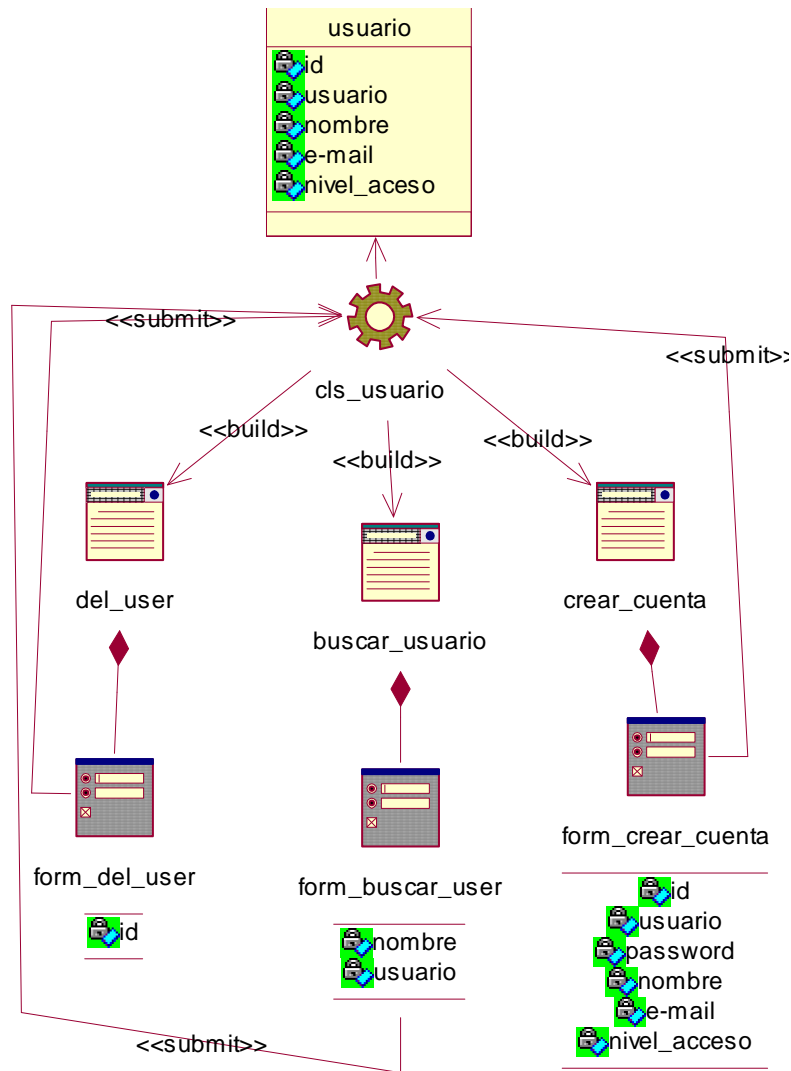 usuario
id
usuario
nombre
e-mail
nivel_aceso
<<submit>>
<<submit>>
cls_usuario
<<build>>
<<build>>
<<build>>
del_user
buscar_usuario
crear_cuenta
form_del_user
id
form_buscar_user
nombre
usuario
form_crear_cuenta
id
usuario
password
nombre
e-mail
nivel_acceso
<<submit>>